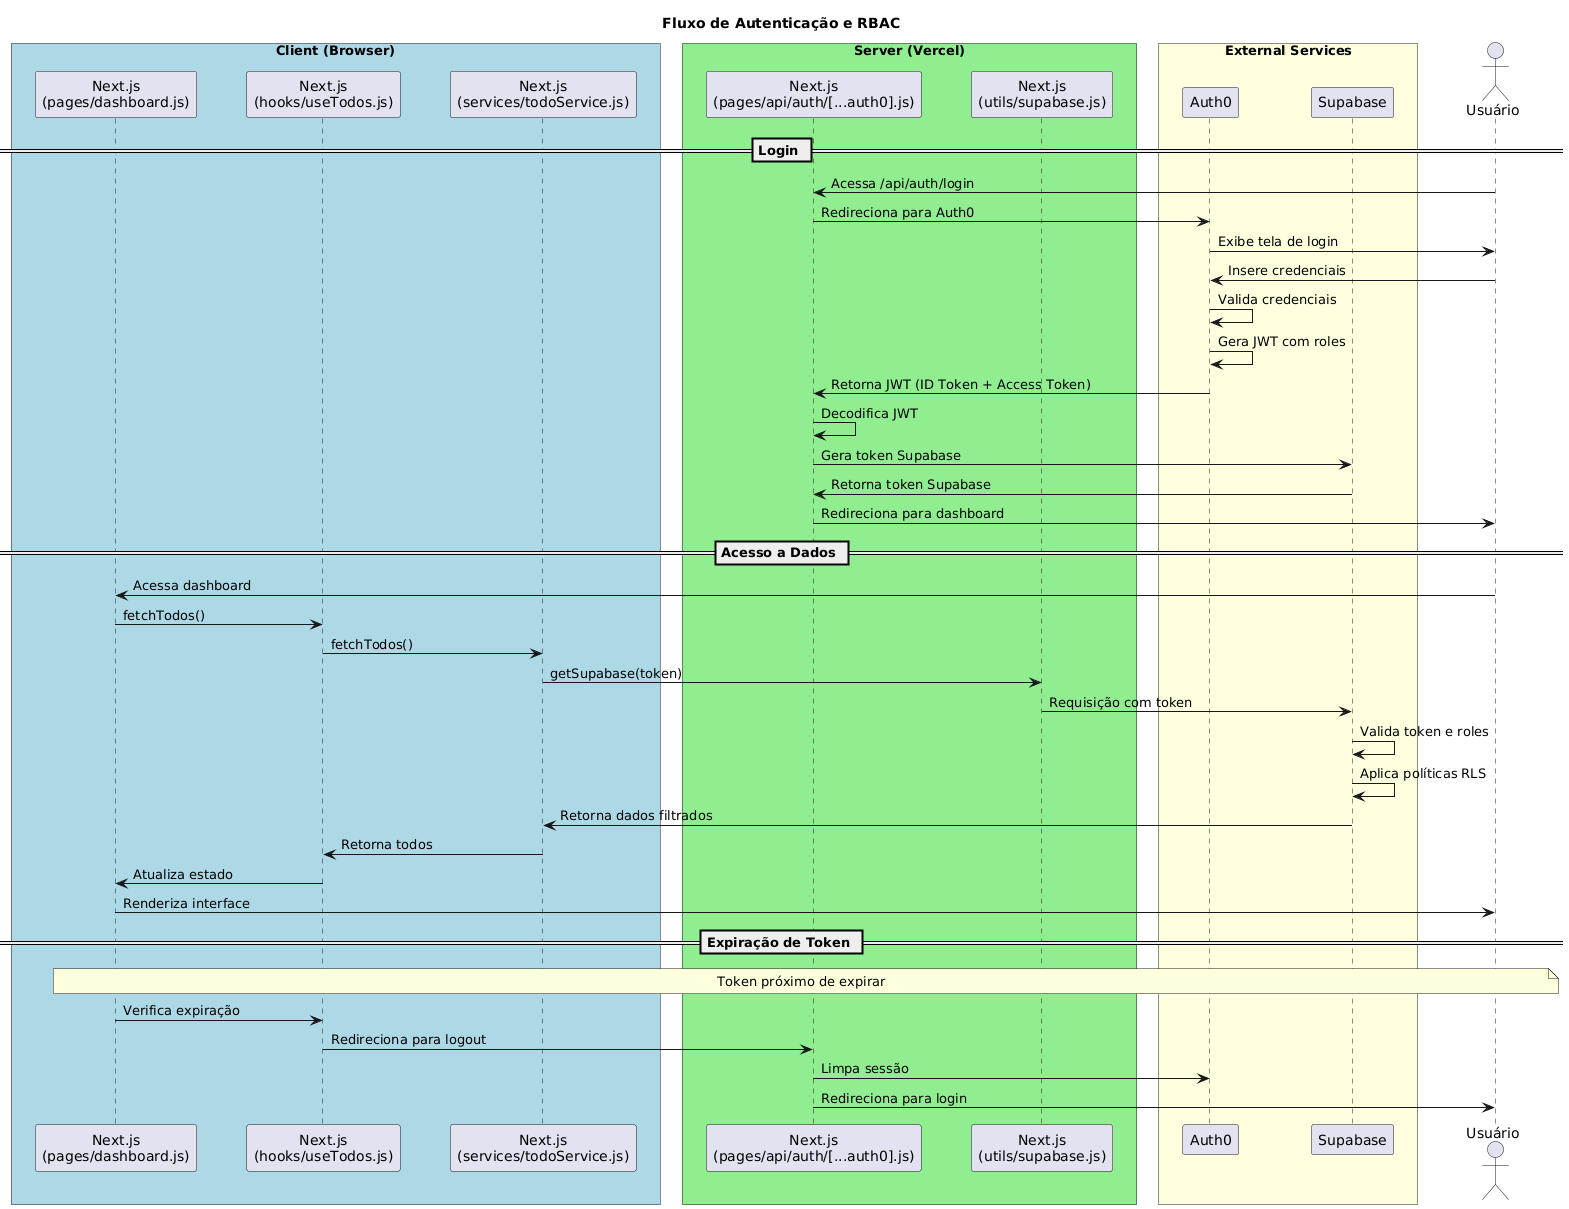 Fluxo de Autenticação e RBAC
Client (Browser)
Server (Vercel)
External Services
Next.js
(pages/dashboard.js)
Next.js
(hooks/useTodos.js)
Next.js
(services/todoService.js)
Next.js
(pages/api/auth/[...auth0].js)
Next.js
(utils/supabase.js)
Auth0
Supabase
Usuário
Login
Acessa /api/auth/login
Redireciona para Auth0
Exibe tela de login
Insere credenciais
Valida credenciais
Gera JWT com roles
Retorna JWT (ID Token + Access Token)
Decodifica JWT
Gera token Supabase
Retorna token Supabase
Redireciona para dashboard
Acesso a Dados
Acessa dashboard
fetchTodos()
fetchTodos()
getSupabase(token)
Requisição com token
Valida token e roles
Aplica políticas RLS
Retorna dados filtrados
Retorna todos
Atualiza estado
Renderiza interface
Expiração de Token
Token próximo de expirar
Verifica expiração
Redireciona para logout
Limpa sessão
Redireciona para login
Next.js
(pages/dashboard.js)
Next.js
(hooks/useTodos.js)
Next.js
(services/todoService.js)
Next.js
(pages/api/auth/[...auth0].js)
Next.js
(utils/supabase.js)
Auth0
Supabase
Usuário